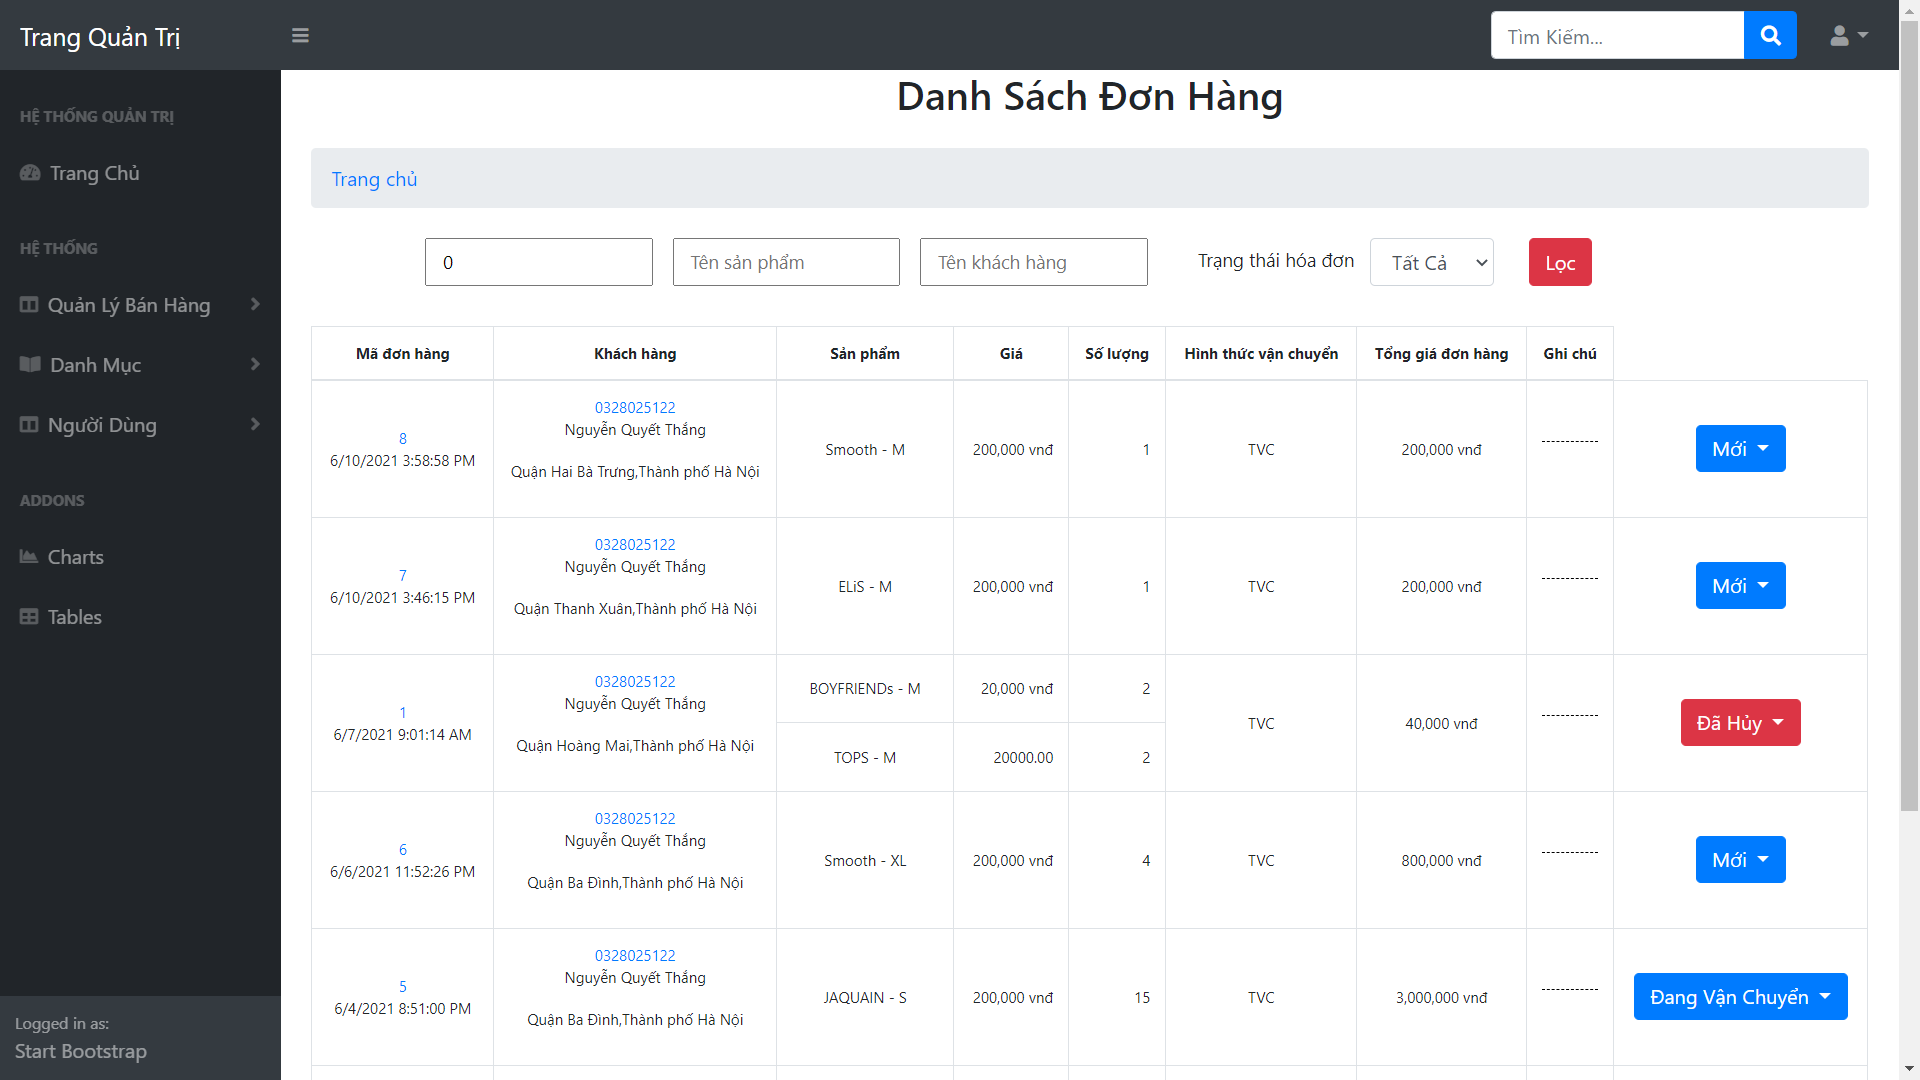 Trang Quản Trị
Tìm Kiếm...
HỆ THỐNG QUẢN TRỊ
Trang Chủ
HỆ THỐNG
Quản Lý Bán Hàng
Danh Mục
Người Dùng
ADDONS
Charts
Tables
Logged in as:
Start Bootstrap
Danh Sách Đơn Hàng
Trang chủ
0 Tên sản phẩm Tên khách hàng Trạng thái hóa đơn Tất Cả Lọc
Mã đơn hàng Khách hàng Sản phẩm Giá Số lượng Hình thức vận chuyển Tổng giá đơn hàng Ghi chú
8
6/10/2021 3:58:58 PM
0328025122
Nguyễn Quyết Thắng
Quận Hai Bà Trưng,Thành phố Hà Nội
Smooth - M 200,000 vnđ 1 TVC 200,000 vnđ ------------ Mới
7
6/10/2021 3:46:15 PM
0328025122
Nguyễn Quyết Thắng
Quận Thanh Xuân,Thành phố Hà Nội
ELiS - M 200,000 vnđ 1 TVC 200,000 vnđ ------------ Mới
1
6/7/2021 9:01:14 AM
0328025122
Nguyễn Quyết Thắng
Quận Hoàng Mai,Thành phố Hà Nội
BOYFRIENDs - M 20,000 vnđ 2
TOPS - M 20000.00 2
TVC 40,000 vnđ ------------ Đã Hủy
6
6/6/2021 11:52:26 PM
0328025122
Nguyễn Quyết Thắng
Quận Ba Đình,Thành phố Hà Nội
Smooth - XL 200,000 vnđ 4 TVC 800,000 vnđ ------------ Mới
5
6/4/2021 8:51:00 PM
0328025122
Nguyễn Quyết Thắng
Quận Ba Đình,Thành phố Hà Nội
JAQUAIN - S 200,000 vnđ 15 TVC 3,000,000 vnđ ------------ Đang Vận Chuyển